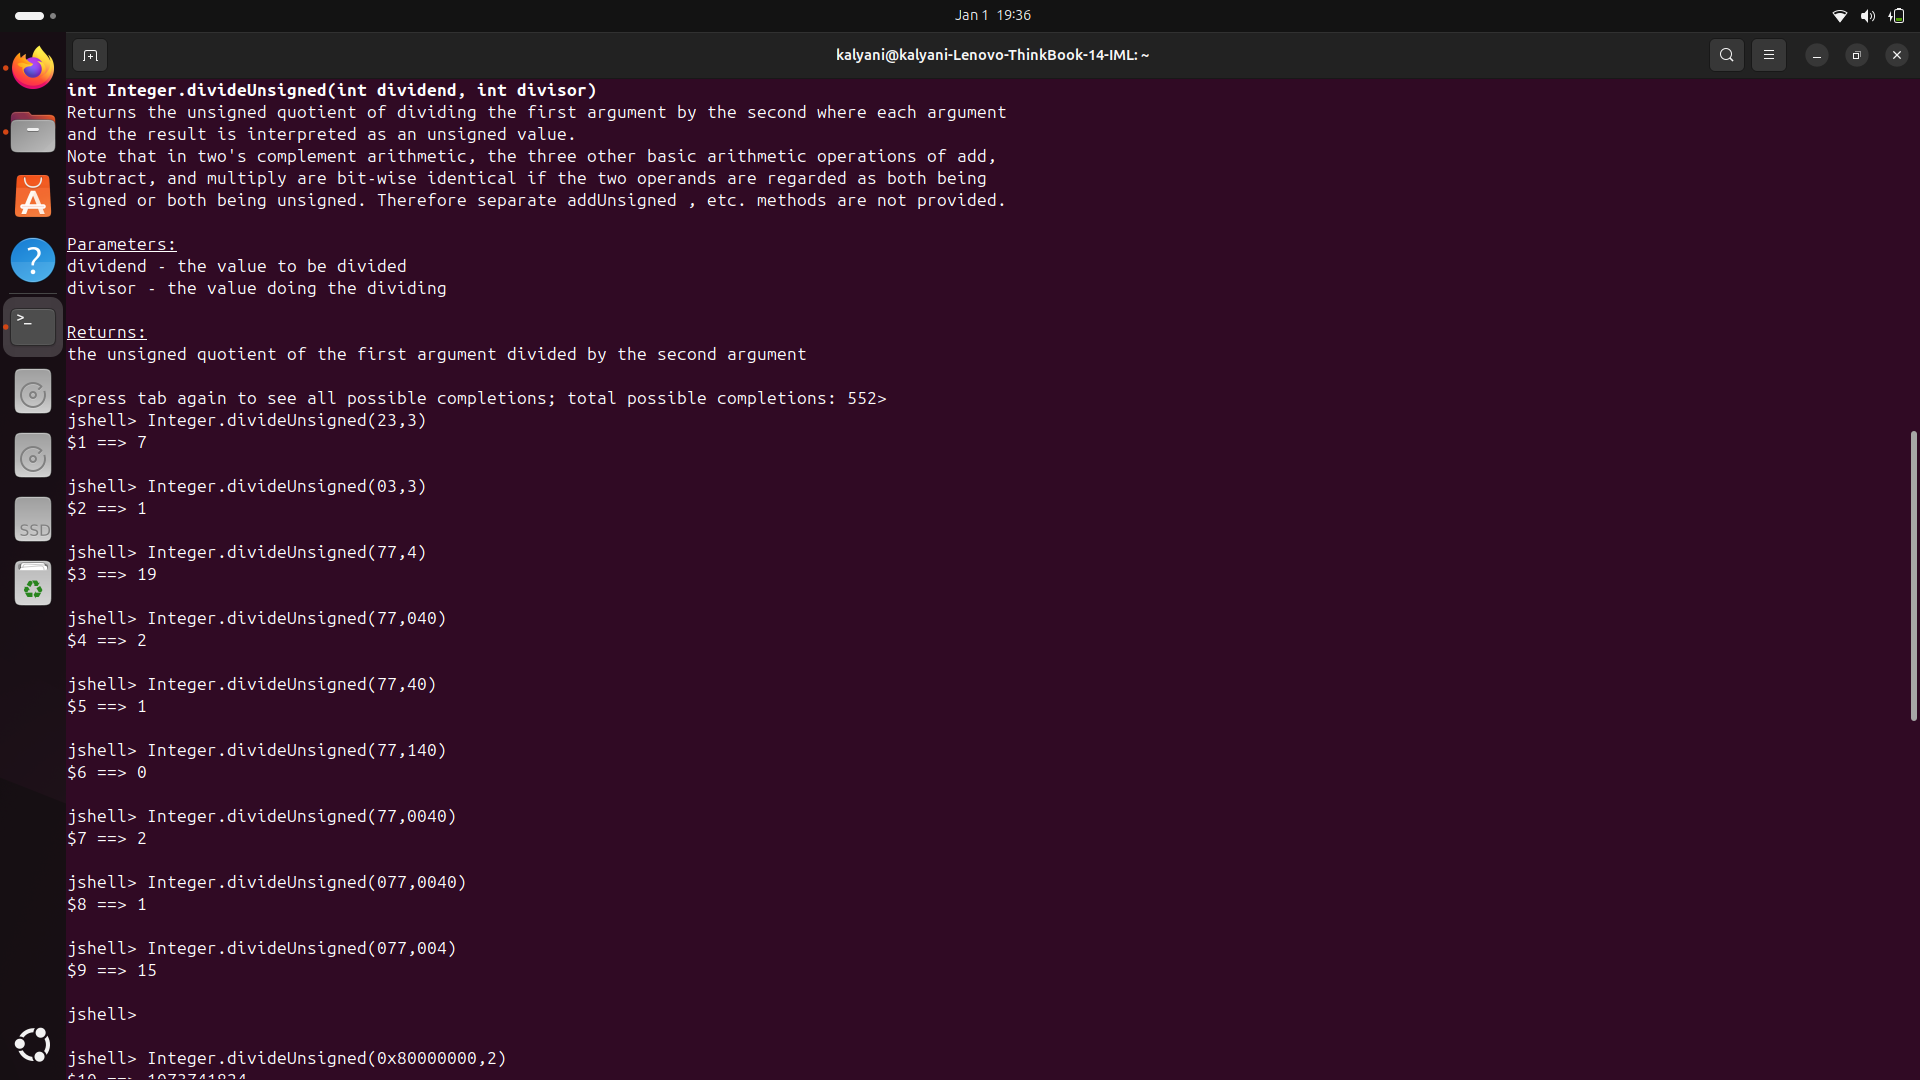 Jan 1 19:36
kalyani@kalyani-Lenovo-ThinkBook-14-IML: ~
int Integer.divideUnsigned(int dividend, int divisor)
Returns the unsigned quotient of dividing the first argument by the second where each argument
and the result is interpreted as an unsigned value.
Note that in two's complement arithmetic, the three other basic arithmetic operations of add,
subtract, and multiply are bit-wise identical if the two operands are regarded as both being
signed or both being unsigned. Therefore separate addUnsigned , etc. methods are not provided.
Parameters:
dividend - the value to be divided
divisor - the value doing the dividing
Returns:
the unsigned quotient of the first argument divided by the second argument
<press tab again to see all possible completions; total possible completions: 552>
jshell> Integer.divideUnsigned(23,3)
$1 ==> 7
jshell> Integer.divideUnsigned(03,3)
$2 ==> 1
jshell> Integer.divideUnsigned(77,4)
$3 ==> 19
jshell> Integer.divideUnsigned(77,040)
$4 ==> 2
jshell> Integer.divideUnsigned(77,40)
$5 ==> 1
jshell> Integer.divideUnsigned(77,140)
$6 ==> 0
jshell> Integer.divideUnsigned(77,0040)
$7 ==> 2
jshell> Integer.divideUnsigned(077,0040)
$8 ==> 1
jshell> Integer.divideUnsigned(077,004)
$9 ==> 15
jshell>
jshell> Integer.divideUnsigned(0x80000000,2)
$10 ==> 1073741824
>_
SSD